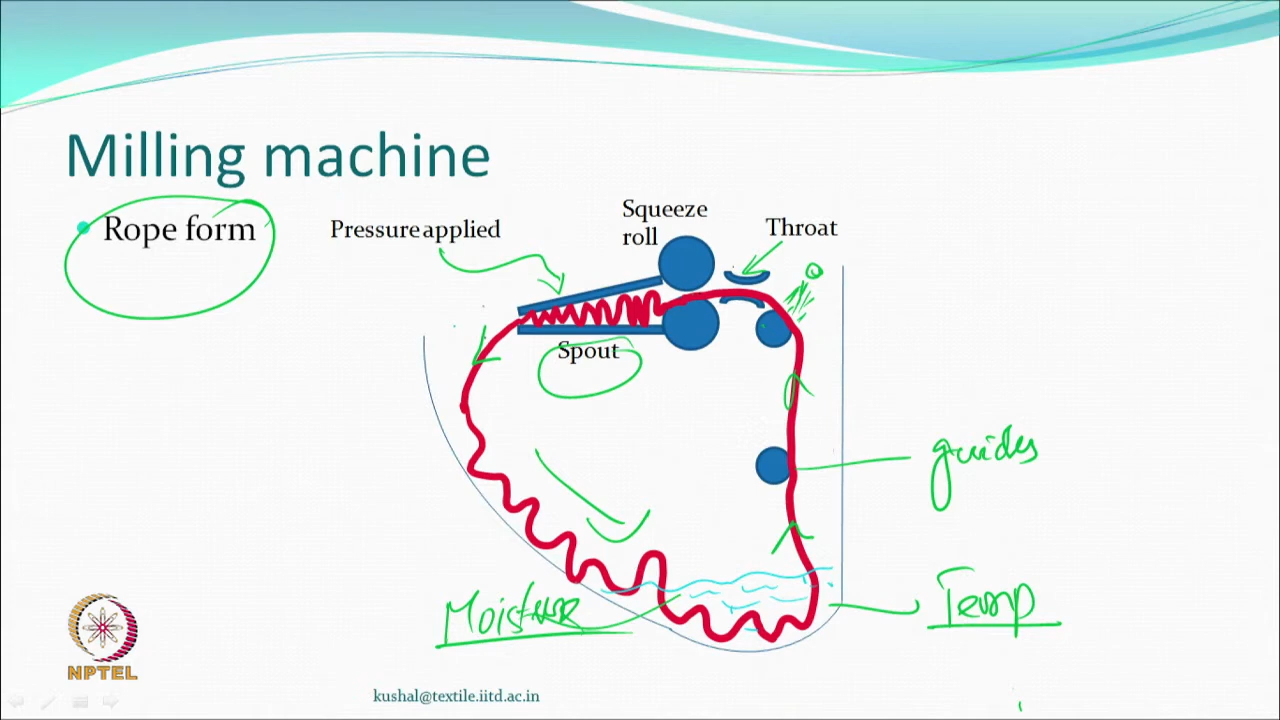 Milling machine
Rope form
Pressure applied
Squeeze
roll
Throat
Spout
guides
Moisture
Temp
NPTEL
kushal@textile.iitd.ac.in